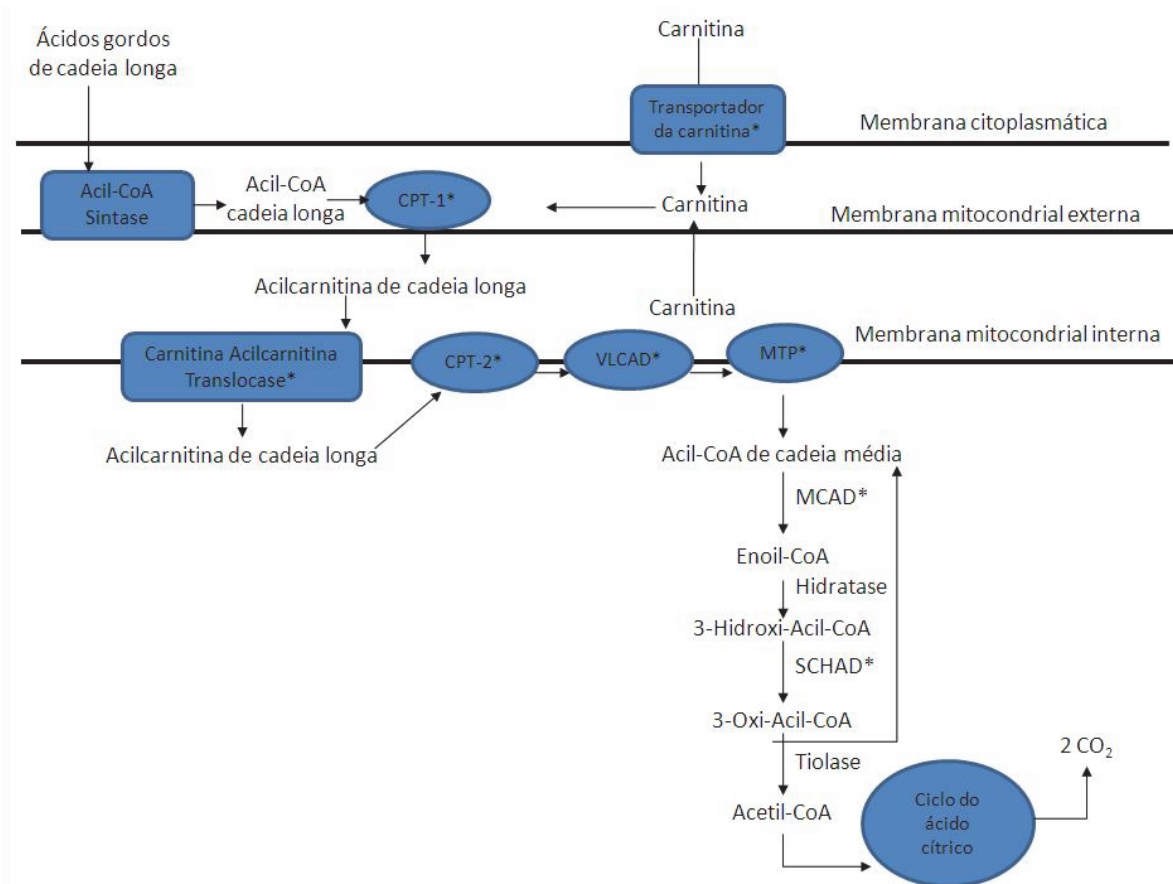 Ácidos gordos
de cadeia longa
Carnitina
Transportador
da carnitina*
Membrana citoplasmática
Acil-CoA
Sintase
Acil-CoA
cadeia longa
CPT-1*
Carnitina
Membrana mitocondrial externa
Acilcarnitina de cadeia longa
Carnitina
Membrana mitocondrial interna
Carnitina Acilcarnitina
Translocase*
CPT-2*
VLCAD*
MTP*
Acilcarnitina de cadeia longa
Acil-CoA de cadeia média
MCAD*
Enoil-CoA
Hidratase
3-Hidroxi-Acil-CoA
SCHAD*
3-Oxi-Acil-CoA
Tiolase
2 CO₂
Acetil-CoA
Ciclo do
ácido
cítrico